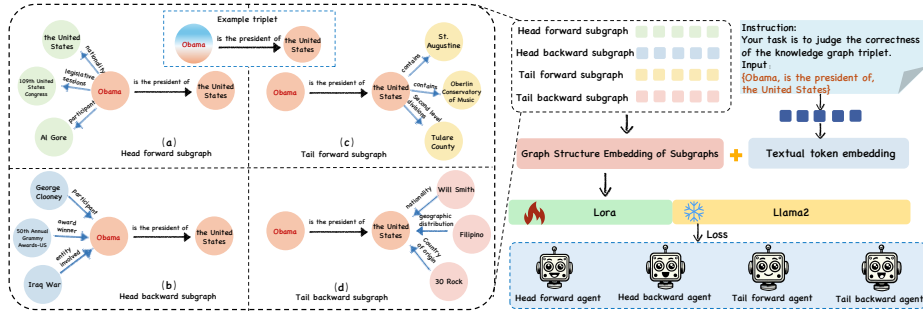 Example triplet
Obama
is the president of
the United
States
the United
States
nationality
109th United
States
Congress
legislative
sessions
Obama
is the president of
the United
States
participant
Al Gore
(a)
Head forward subgraph
St.
Augustine
contains
Obama
is the president of
the United
States
contains
Oberlin
Conservatory
of Music
Second level
division
Tulare
County
(c)
Tail forward subgraph
George
Clooney
participant
50th Annual
Grammy
Awards-US
award
winner
Obama
is the president of
the United
States
entity
involved
Iraq War
(b)
Head backward subgraph
Will Smith
nationality
Obama
is the president of
the United
States
geographic
distribution
Filipino
Country
of origin
30 Rock
(d)
Tail backward subgraph
Head forward subgraph
Head backward subgraph
Tail forward subgraph
Tail backward subgraph
Instruction:
Your task is to judge the correctness
of the knowledge graph triplet.
Input:
{Obama, is the president of,
the United States}
Graph Structure Embedding of Subgraphs
+
Textual token embedding
Lora
Llama2
Loss
Head forward agent
Head backward agent
Tail forward agent
Tail backward agent